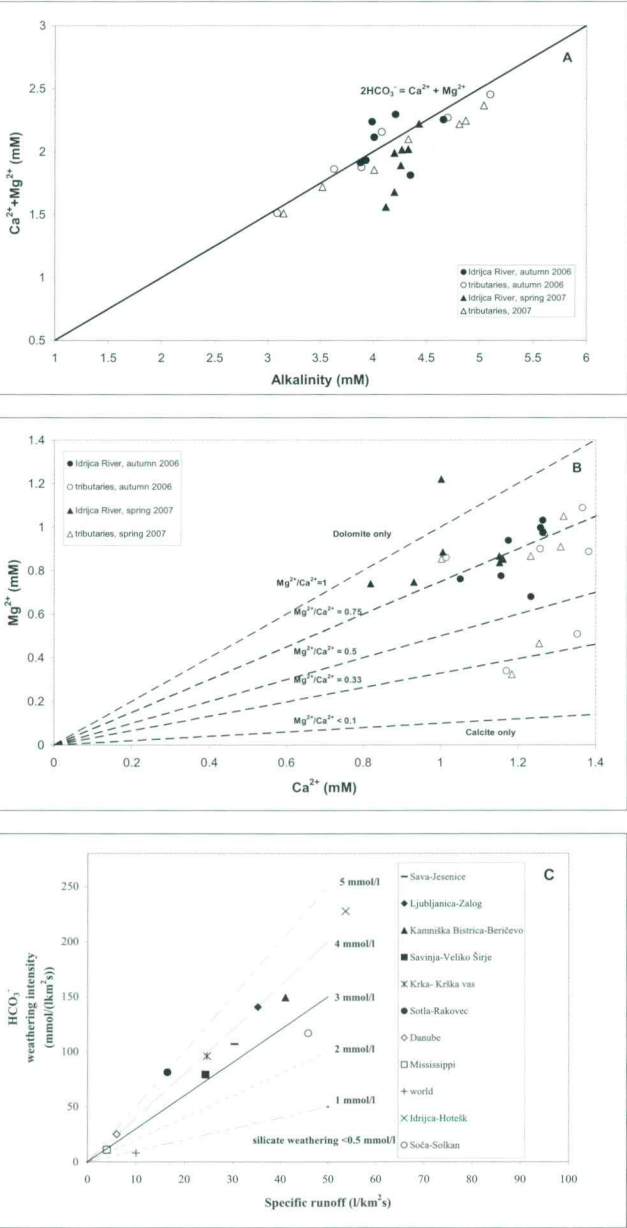 A
2HCO₃⁻ = Ca²⁺ + Mg²⁺
Ca²⁺+Mg²⁺ (mM)
3
2.5
2
1.5
1
0.5
1 1.5 2 2.5 3 3.5 4 4.5 5 5.5 6
Alkalinity (mM)
● Idrijca River, autumn 2006
○ tributaries, autumn 2006
▲ Idrijca River, spring 2007
△ tributaries, 2007
B
Mg²⁺ (mM)
1.4
1.2
1
0.8
0.6
0.4
0.2
0
● Idrijca River, autumn 2006
○ tributaries, autumn 2006
▲ Idrijca River, spring 2007
△ tributaries, spring 2007
Dolomite only
Mg²⁺/Ca²⁺=1
Mg²⁺/Ca²⁺ = 0.75
Mg²⁺/Ca²⁺ = 0.5
Mg²⁺/Ca²⁺ = 0.33
Mg²⁺/Ca²⁺ < 0.1
Calcite only
0 0.2 0.4 0.6 0.8 1 1.2 1.4
Ca²⁺ (mM)
C
HCO₃⁻
weathering intensity
(mmol/(lkm²s))
250
200
150
100
50
0
5 mmol/l
4 mmol/l
3 mmol/l
2 mmol/l
1 mmol/l
silicate weathering <0.5 mmol/l
Sava-Jesenice
Ljubljanica-Zalog
Kamniška Bistrica-Beričevo
Savinja-Veliko Širje
Krka- Krška vas
Sotla-Rakovec
Danube
Mississippi
world
Idrijca-Hotešk
Soča-Solkan
0 10 20 30 40 50 60 70 80 90 100
Specific runoff (l/km²s)